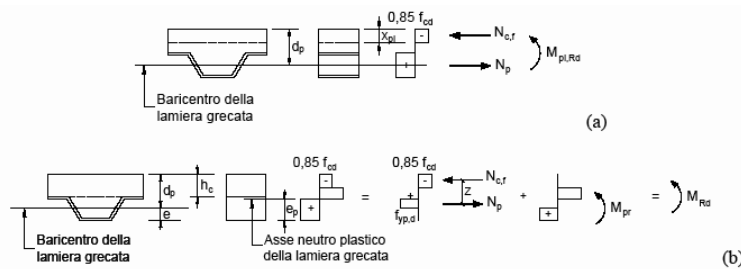 0,85 f_cd
d_p
x_pl
-
+
N_c,f
N_p
M_pl,Rd
Baricentro della
lamiera grecata
(a)
0,85 f_cd
0,85 f_cd
d_p
h_c
e
e_p
-
+
=
-
+
f_yp,d
z
N_c,f
N_p
+
+
M_pr
=
M_Rd
Baricentro della
lamiera grecata
Asse neutro plastico
della lamiera grecata
(b)